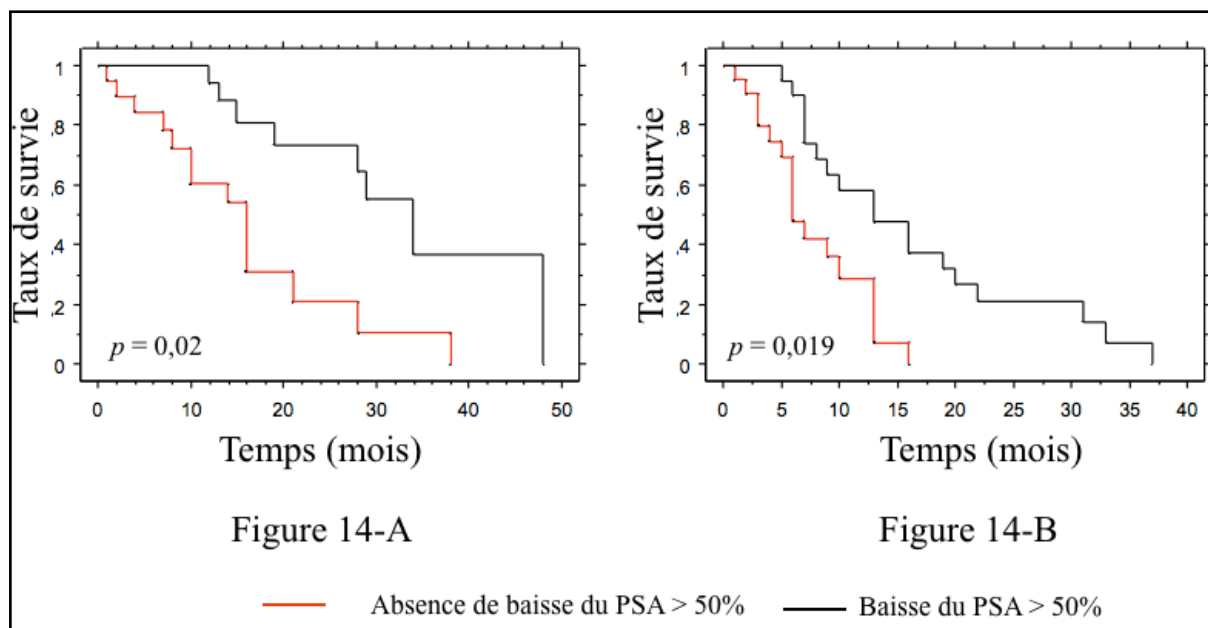 1
,8
,6
,4
,2
0
Taux de survie
p = 0,02
0 10 20 30 40 50
Temps (mois)
Figure 14-A
1
,8
,6
,4
,2
0
Taux de survie
p = 0,019
0 5 10 15 20 25 30 35 40
Temps (mois)
Figure 14-B
Absence de baisse du PSA > 50%
Baisse du PSA > 50%